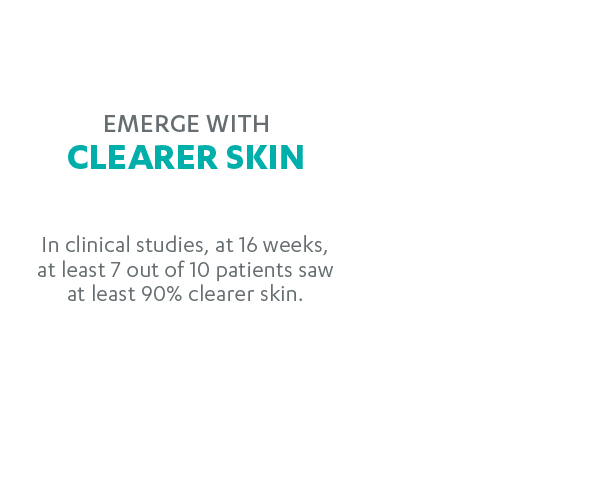 EMERGE WITH
CLEARER SKIN
In clinical studies, at 16 weeks,
at least 7 out of 10 patients saw
at least 90% clearer skin.